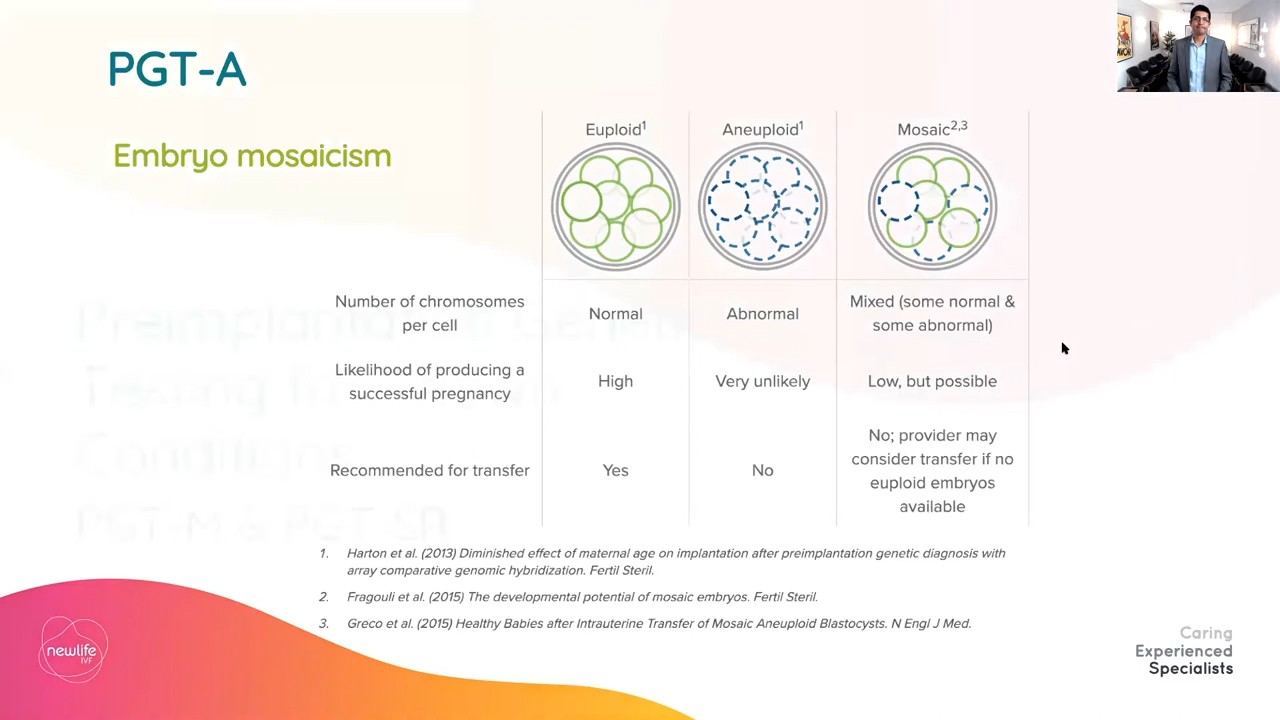 PGT-A
Embryo mosaicism
Euploid1
Aneuploid1
Mosaic2,3
Number of chromosomes
per cell
Normal
Abnormal
Mixed (some normal &
some abnormal)
Likelihood of producing a
successful pregnancy
High
Very unlikely
Low, but possible
Recommended for transfer
Yes
No
No; provider may
consider transfer if no
euploid embryos
available
1. Harton et al. (2013) Diminished effect of maternal age on implantation after preimplantation genetic diagnosis with
array comparative genomic hybridization. Fertil Steril.
2. Fragouli et al. (2015) The developmental potential of mosaic embryos. Fertil Steril.
3. Greco et al. (2015) Healthy Babies after Intrauterine Transfer of Mosaic Aneuploid Blastocysts. N Engl J Med.
newlife
IVF
Caring
Experienced
Specialists